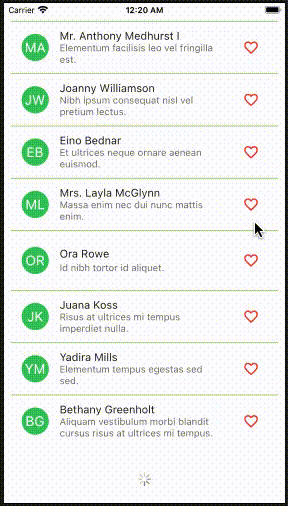 Carrier 12:20 AM
MA
Mr. Anthony Medhurst I
Elementum facilisis leo vel fringilla
est.
JW
Joanny Williamson
Nibh ipsum consequat nisl vel
pretium lectus.
EB
Eino Bednar
Et ultrices neque ornare aenean
euismod.
ML
Mrs. Layla McGlynn
Massa enim nec dui nunc mattis
enim.
OR
Ora Rowe
Id nibh tortor id aliquet.
JK
Juana Koss
Risus at ultrices mi tempus
imperdiet nulla.
YM
Yadira Mills
Elementum tempus egestas sed
sed.
BG
Bethany Greenholt
Aliquam vestibulum morbi blandit
cursus risus at ultrices mi tempus.